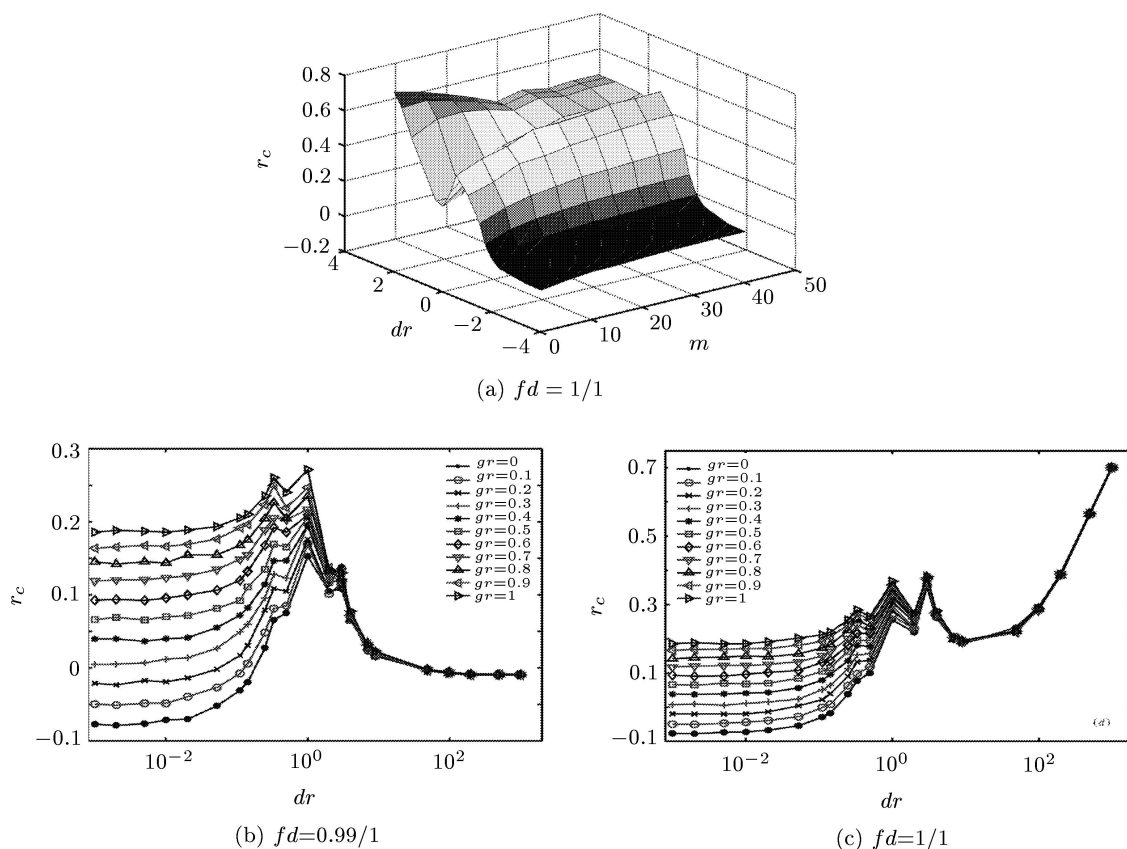 0.8
0.6
0.4
0.2
0
−0.2
r_c
4
2
0
−2
−4
dr
0
10
20
30
40
50
m
(a) fd = 1/1
0.3
0.2
0.1
0
−0.1
r_c
gr=0
gr=0.1
gr=0.2
gr=0.3
gr=0.4
gr=0.5
gr=0.6
gr=0.7
gr=0.8
gr=0.9
gr=1
10^−2
10^0
10^2
dr
(b) fd=0.99/1
0.7
0.5
0.3
0.1
−0.1
r_c
gr=0
gr=0.1
gr=0.2
gr=0.3
gr=0.4
gr=0.5
gr=0.6
gr=0.7
gr=0.8
gr=0.9
gr=1
(d)
10^−2
10^0
10^2
dr
(c) fd=1/1